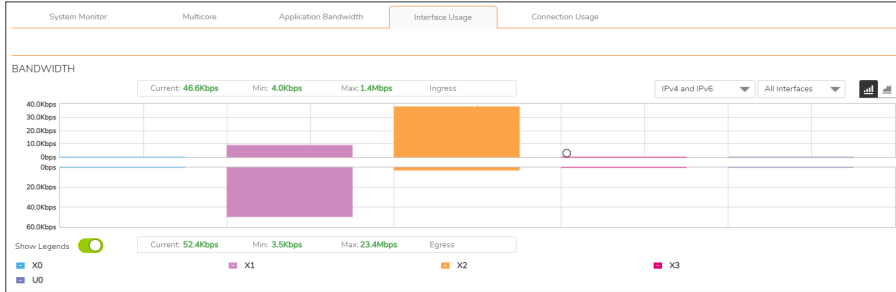 System Monitor Multicore Application Bandwidth Interface Usage Connection Usage
BANDWIDTH
Current: 46.6Kbps Min: 4.0Kbps Max: 1.4Mbps Ingress IPv4 and IPv6 All Interfaces
40.0Kbps
30.0Kbps
20.0Kbps
10.0Kbps
0bps
0bps
20.0Kbps
40.0Kbps
60.0Kbps
Show Legends Current: 52.4Kbps Min: 3.5Kbps Max: 23.4Mbps Egress
X0 X1 X2 X3
U0